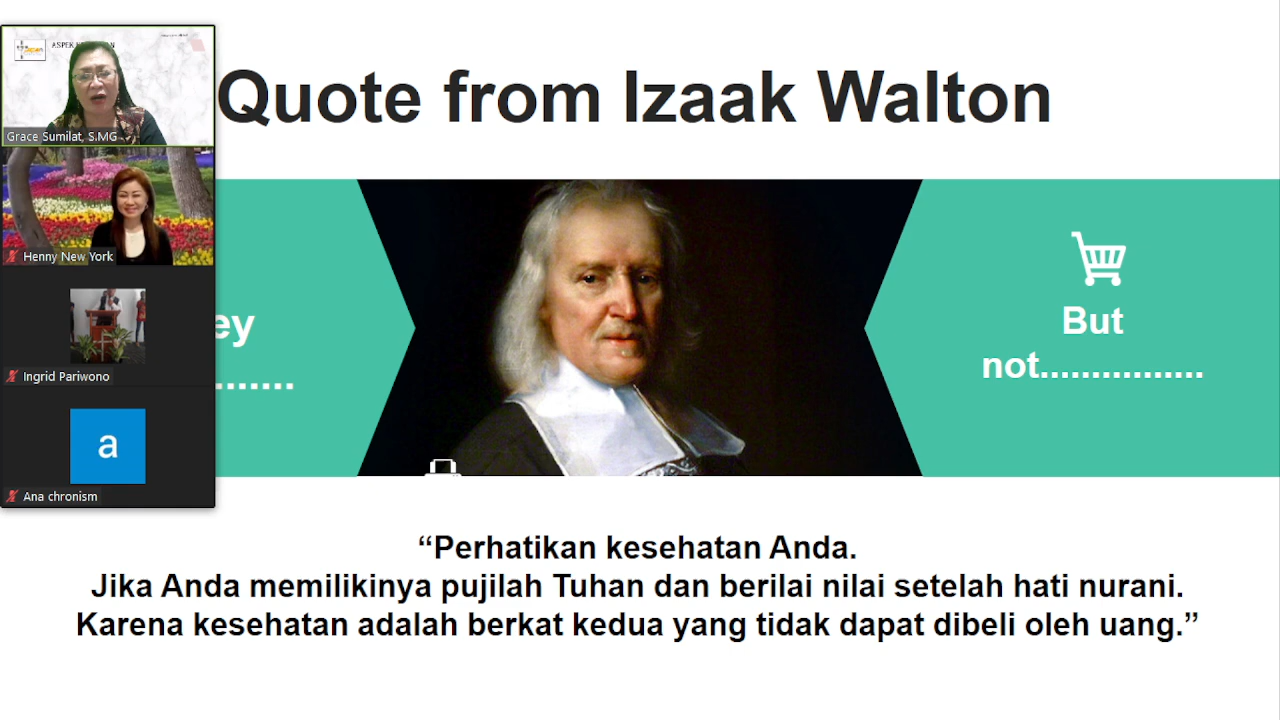 Quote from Izaak Walton
Grace Sumilat, S.MG
Henny New York
Ingrid Pariwono
a
Ana chronism
ey
.......
But
not................
“Perhatikan kesehatan Anda.
Jika Anda memilikinya pujilah Tuhan dan berilai nilai setelah hati nurani.
Karena kesehatan adalah berkat kedua yang tidak dapat dibeli oleh uang.”